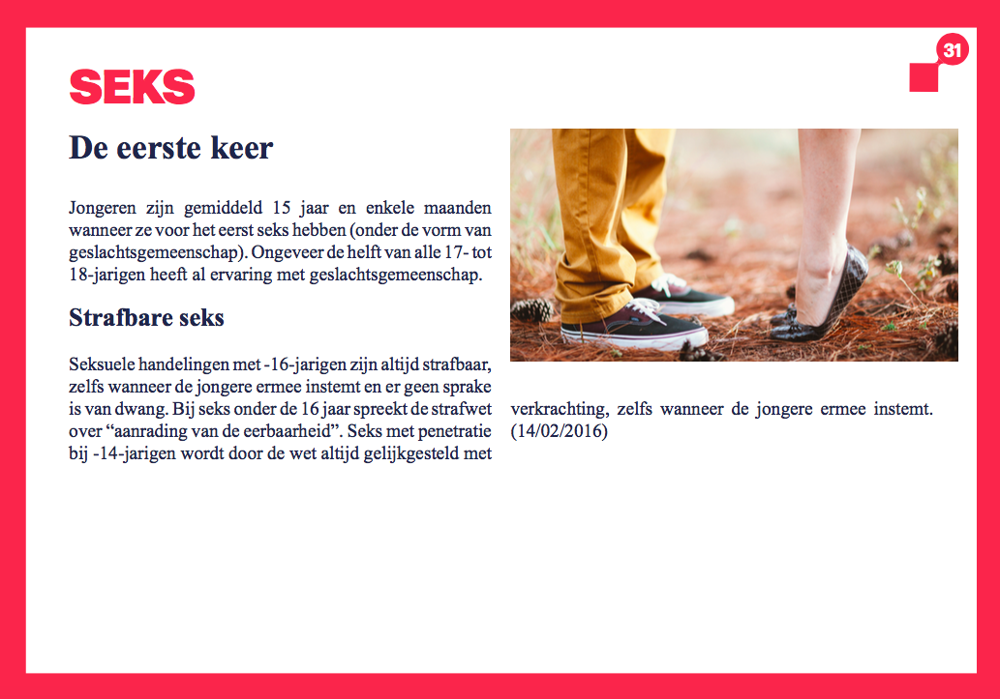 SEKS
31
De eerste keer
Jongeren zijn gemiddeld 15 jaar en enkele maanden
wanneer ze voor het eerst seks hebben (onder de vorm van
geslachtsgemeenschap). Ongeveer de helft van alle 17- tot
18-jarigen heeft al ervaring met geslachtsgemeenschap.
Strafbare seks
Seksuele handelingen met -16-jarigen zijn altijd strafbaar,
zelfs wanneer de jongere ermee instemt en er geen sprake
is van dwang. Bij seks onder de 16 jaar spreekt de strafwet
over “aanrading van de eerbaarheid”. Seks met penetratie
bij -14-jarigen wordt door de wet altijd gelijkgesteld met
verkrachting, zelfs wanneer de jongere ermee instemt.
(14/02/2016)